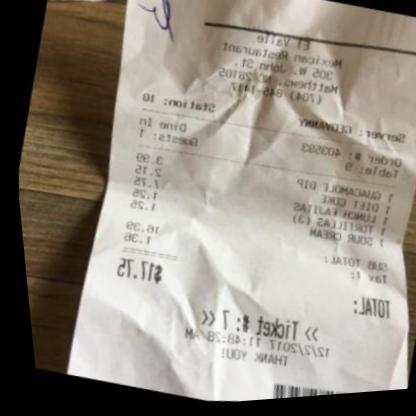 El Valle
Mexican Restaurant
305 W. John St.
Matthews, NC 28105
(704) 845-1417
Server: GEOVANNY Station: 10
Order #: 403593 Dine In
Table: 9 Guests: 1
1 GUACAMOLE DIP 3.99
1 DIET COKE 2.15
1 LUNCH FAJITAS 7.75
1 TORTILLAS (3) 1.25
1 SOUR CREAM 1.25
SUB TOTAL: 16.39
Tax 1: 1.36
TOTAL: $17.75
>> Ticket #: 7 <<
12/2/2017 11:48:28 AM
THANK YOU!